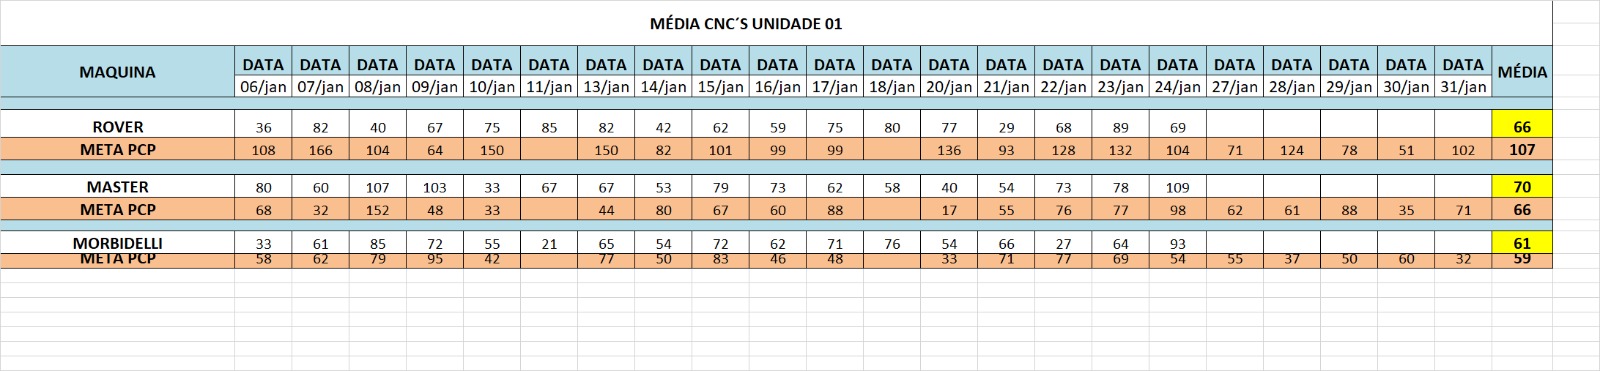 MÉDIA CNC´S UNIDADE 01
MAQUINA DATA DATA DATA DATA DATA DATA DATA DATA DATA DATA DATA DATA DATA DATA DATA DATA DATA DATA DATA DATA DATA DATA MÉDIA
06/jan 07/jan 08/jan 09/jan 10/jan 11/jan 13/jan 14/jan 15/jan 16/jan 17/jan 18/jan 20/jan 21/jan 22/jan 23/jan 24/jan 27/jan 28/jan 29/jan 30/jan 31/jan
ROVER 36 82 40 67 75 85 82 42 62 59 75 80 77 29 68 89 69 66
META PCP 108 166 104 64 150 150 82 101 99 99 136 93 128 132 104 71 124 78 51 102 107
MASTER 80 60 107 103 33 67 67 53 79 73 62 58 40 54 73 78 109 70
META PCP 68 32 152 48 33 44 80 67 60 88 17 55 76 77 98 62 61 88 35 71 66
MORBIDELLI 33 61 85 72 55 21 65 54 72 62 71 76 54 66 27 64 93 61
META PCP 58 62 79 95 42 77 50 83 46 48 33 71 77 69 54 55 37 50 60 32 59